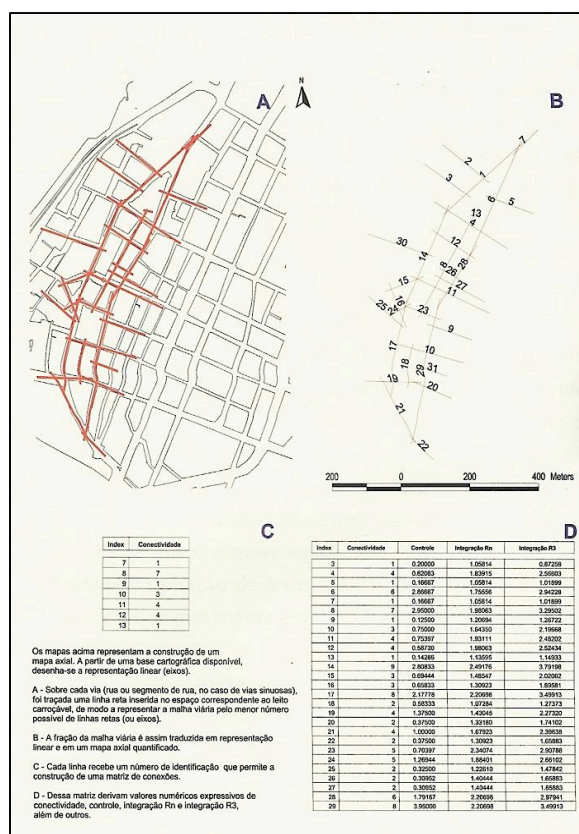 N
A
B
7
2
3
1
6
5
13
4
12
30
14
8
28
26
27
15
11
16
25
24
23
9
17
10
18
31
29
19
20
21
22
200 0 200 400 Meters
C
D
Index Conectividade
7 1
8 7
9 1
10 3
11 4
12 4
13 1
Os mapas acima representam a construção de um
mapa axial. A partir de uma base cartográfica disponível,
desenha-se a representação linear (eixos).
A - Sobre cada via (rua ou segmento de rua, no caso de vias sinuosas),
foi traçada uma linha reta inserida no espaço correspondente ao leito
carroçável, de modo a representar a malha viária pelo menor número
possível de linhas retas (ou eixos).
B - A fração da malha viária é assim traduzida em representação
linear e em um mapa axial quantificado.
C - Cada linha recebe um número de identificação que permite a
construção de uma matriz de conexões.
D - Dessa matriz derivam valores numéricos expressivos de
conectividade, controle, integração Rn e integração R3,
além de outros.
Index Conectividade Controle Integração Rn Integração R3
3 1 0.20000 1.05814 0.87259
4 4 0.62063 1.83915 2.55603
5 1 0.16667 1.05814 1.01899
6 6 2.86667 1.75556 2.94228
7 1 0.16667 1.05814 1.01899
8 7 2.95000 1.98063 3.29502
9 1 0.12500 1.20694 1.26722
10 3 0.75000 1.64350 2.19668
11 4 0.75397 1.93111 2.48202
12 4 0.58730 1.98063 2.52434
13 1 0.14286 1.13595 1.14933
14 9 2.80833 2.49176 3.79198
15 3 0.69444 1.48547 2.02062
16 3 0.65833 1.30923 1.83581
17 8 2.17778 2.20698 3.49913
18 2 0.58333 1.07284 1.27373
19 4 1.37500 1.43045 2.27320
20 2 0.37500 1.33180 1.74102
21 4 1.00000 1.67923 2.39638
22 2 0.37500 1.30923 1.65883
23 5 0.70397 2.34074 2.90788
24 5 1.26944 1.88401 2.66102
25 2 0.32500 1.22619 1.47842
26 2 0.30952 1.40444 1.65883
27 2 0.30952 1.40444 1.65883
28 6 1.79167 2.20698 2.97941
29 8 3.95000 2.20698 3.49913